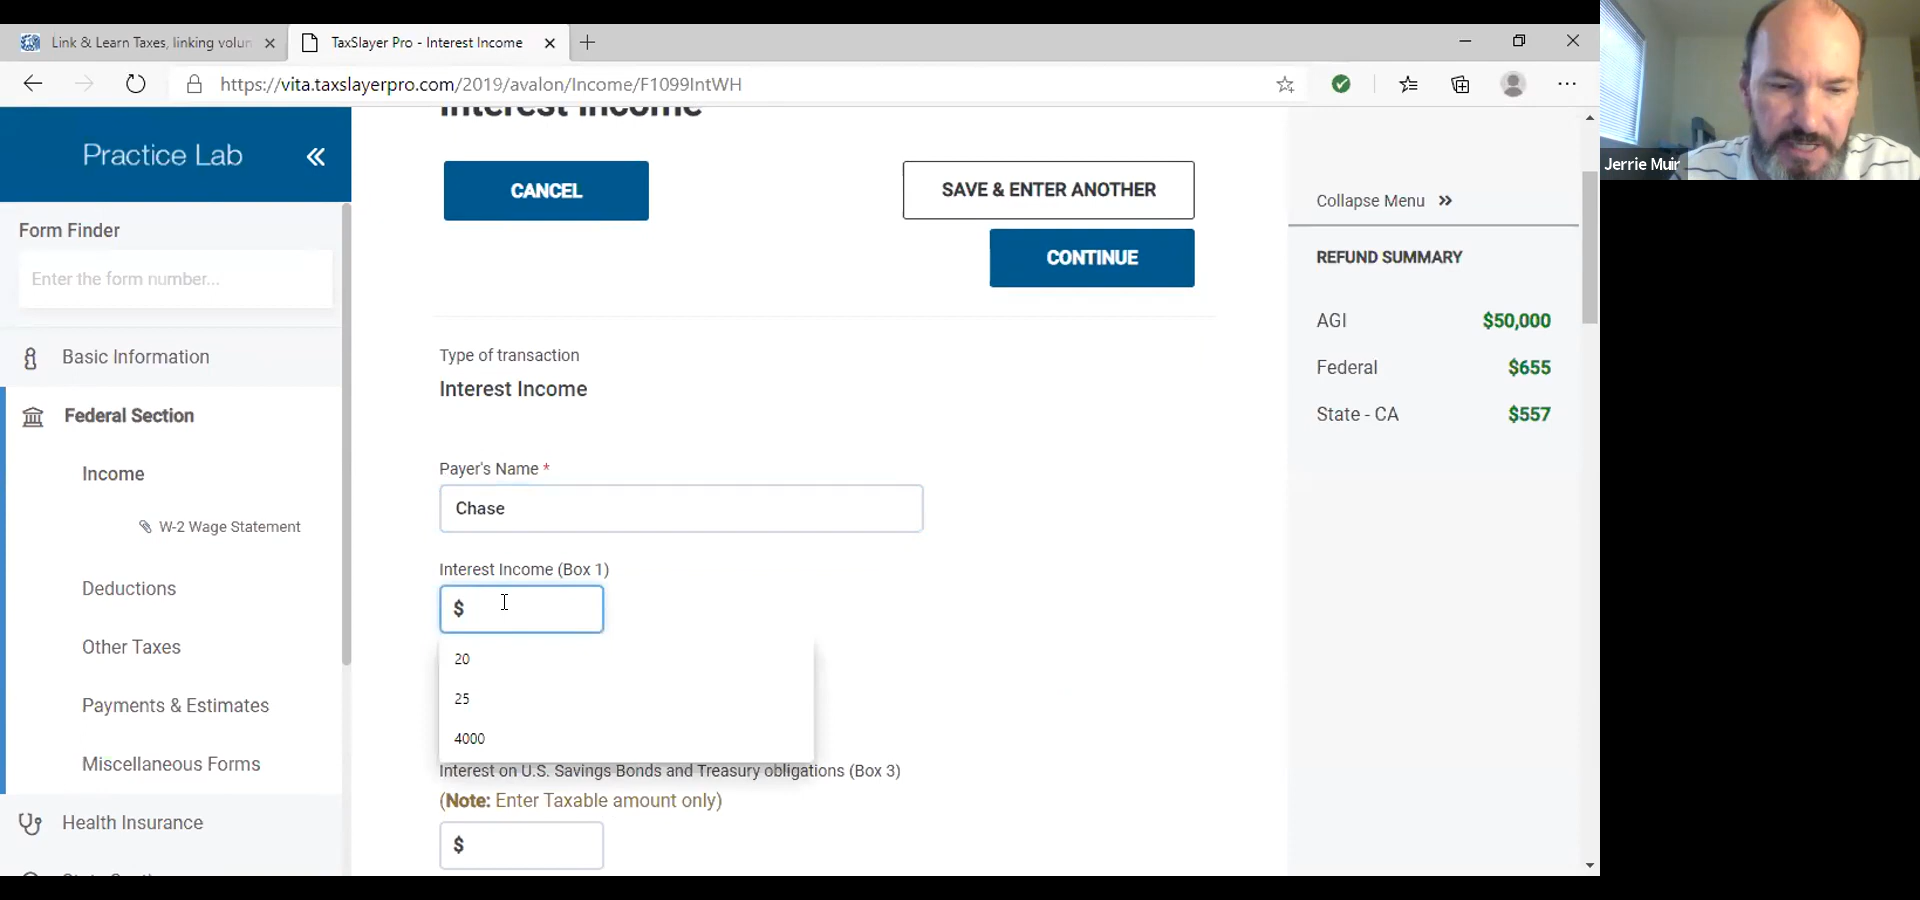 Link & Learn Taxes, linking volun
TaxSlayer Pro - Interest Income
https://vita.taxslayerpro.com/2019/avalon/Income/F1099IntWH
Jerrie Muir
Practice Lab
Form Finder
Enter the form number...
Basic Information
Federal Section
Income
W-2 Wage Statement
Deductions
Other Taxes
Payments & Estimates
Miscellaneous Forms
Health Insurance
Interest Income
CANCEL
SAVE & ENTER ANOTHER
CONTINUE
Type of transaction
Interest Income
Payer's Name *
Chase
Interest Income (Box 1)
$
20
25
4000
Interest on U.S. Savings Bonds and Treasury obligations (Box 3)
(Note: Enter Taxable amount only)
$
Collapse Menu
REFUND SUMMARY
AGI $50,000
Federal $655
State - CA $557